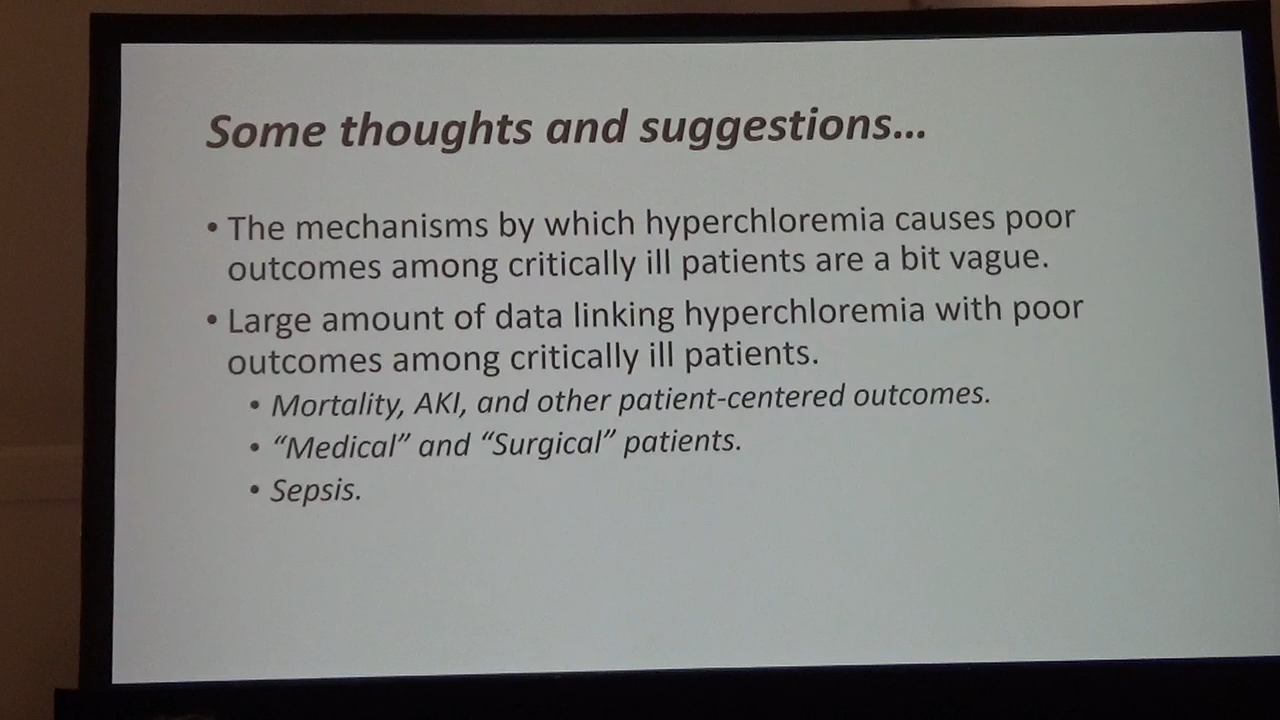 Some thoughts and suggestions...
• The mechanisms by which hyperchloremia causes poor
outcomes among critically ill patients are a bit vague.
• Large amount of data linking hyperchloremia with poor
outcomes among critically ill patients.
• Mortality, AKI, and other patient-centered outcomes.
• “Medical” and “Surgical” patients.
• Sepsis.